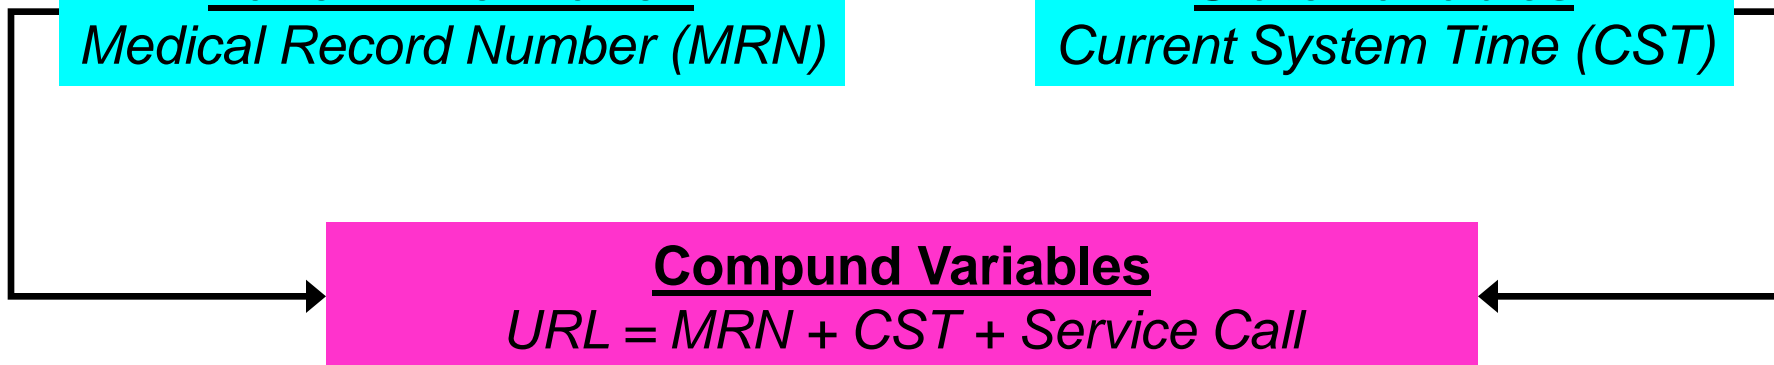 Medical Record Number (MRN)
Current System Time (CST)
Compund Variables
URL = MRN + CST + Service Call